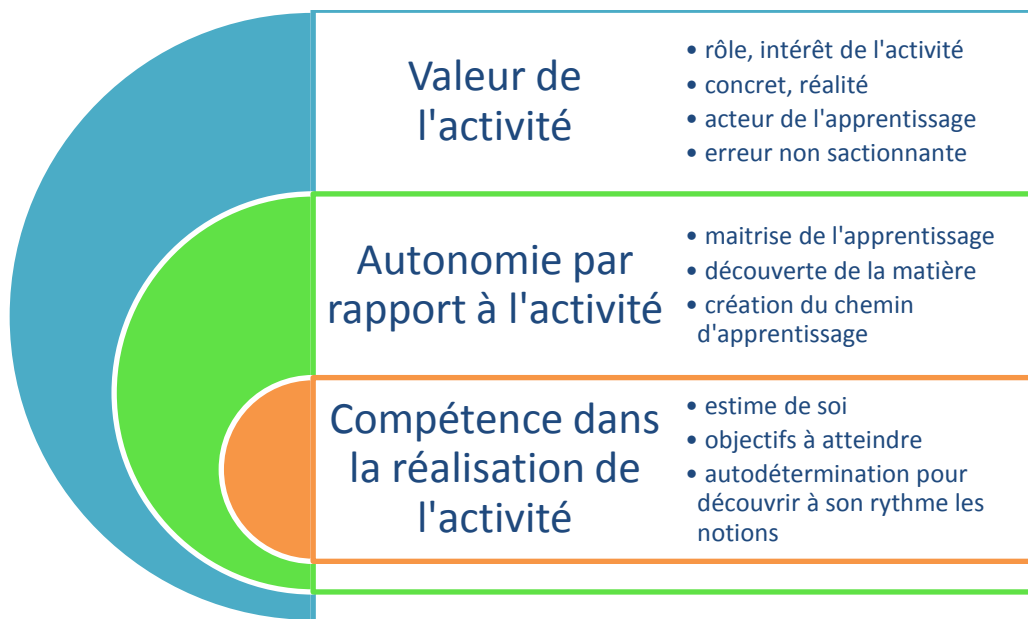 Valeur de
l'activité
• rôle, intérêt de l'activité
• concret, réalité
• acteur de l'apprentissage
• erreur non sactionnante
Autonomie par
rapport à l'activité
• maitrise de l'apprentissage
• découverte de la matière
• création du chemin
d'apprentissage
Compétence dans
la réalisation de
l'activité
• estime de soi
• objectifs à atteindre
• autodétermination pour
découvrir à son rythme les
notions